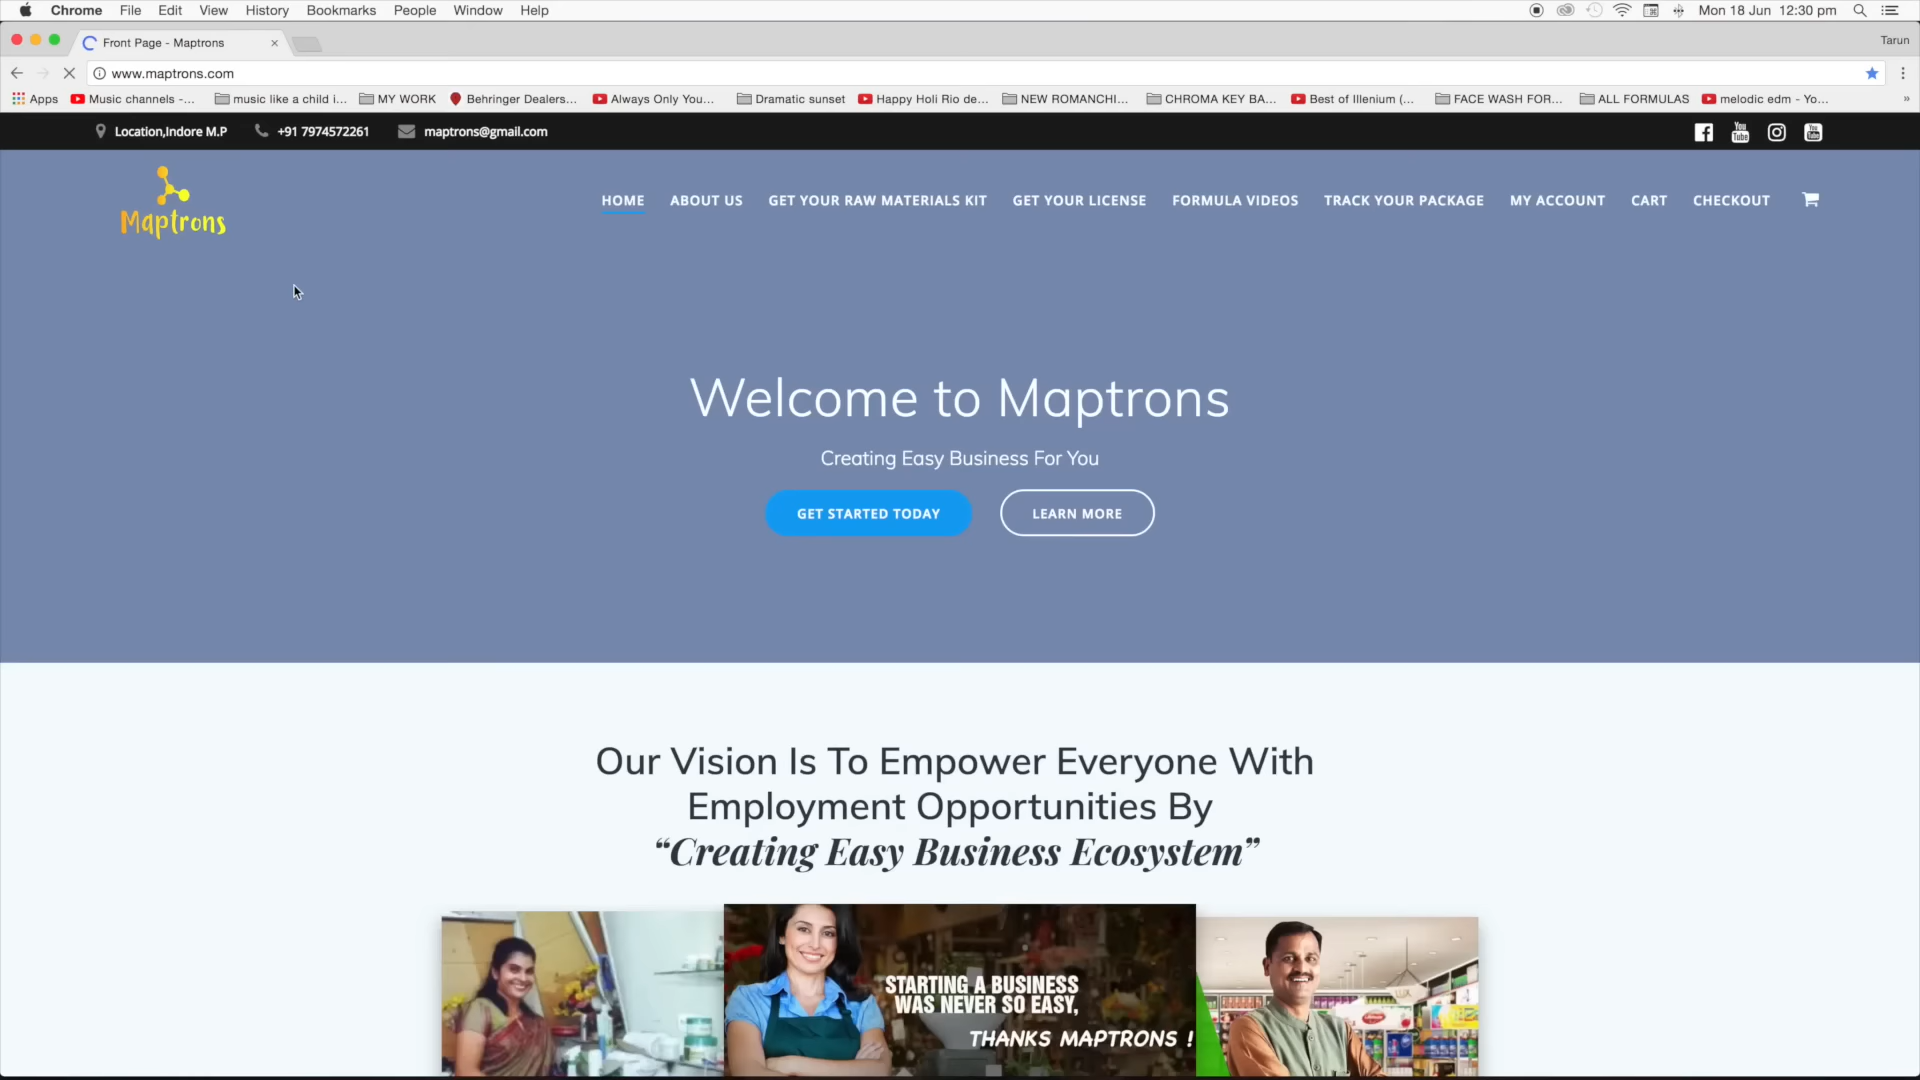 Chrome File Edit View History Bookmarks People Window Help Mon 18 Jun 12:30 pm
Front Page - Maptrons Tarun
www.maptrons.com
Apps Music channels -... music like a child i... MY WORK Behringer Dealers... Always Only You... Dramatic sunset Happy Holi Rio de... NEW ROMANCHI... CHROMA KEY BA... Best of Illenium (... FACE WASH FOR... ALL FORMULAS melodic edm - Yo... »
Location,Indore M.P +91 7974572261 maptrons@gmail.com
Maptrons
HOME ABOUT US GET YOUR RAW MATERIALS KIT GET YOUR LICENSE FORMULA VIDEOS TRACK YOUR PACKAGE MY ACCOUNT CART CHECKOUT
Welcome to Maptrons
Creating Easy Business For You
GET STARTED TODAY LEARN MORE
Our Vision Is To Empower Everyone With
Employment Opportunities By
“Creating Easy Business Ecosystem”
STARTING A BUSINESS
WAS NEVER SO EASY,
THANKS MAPTRONS !